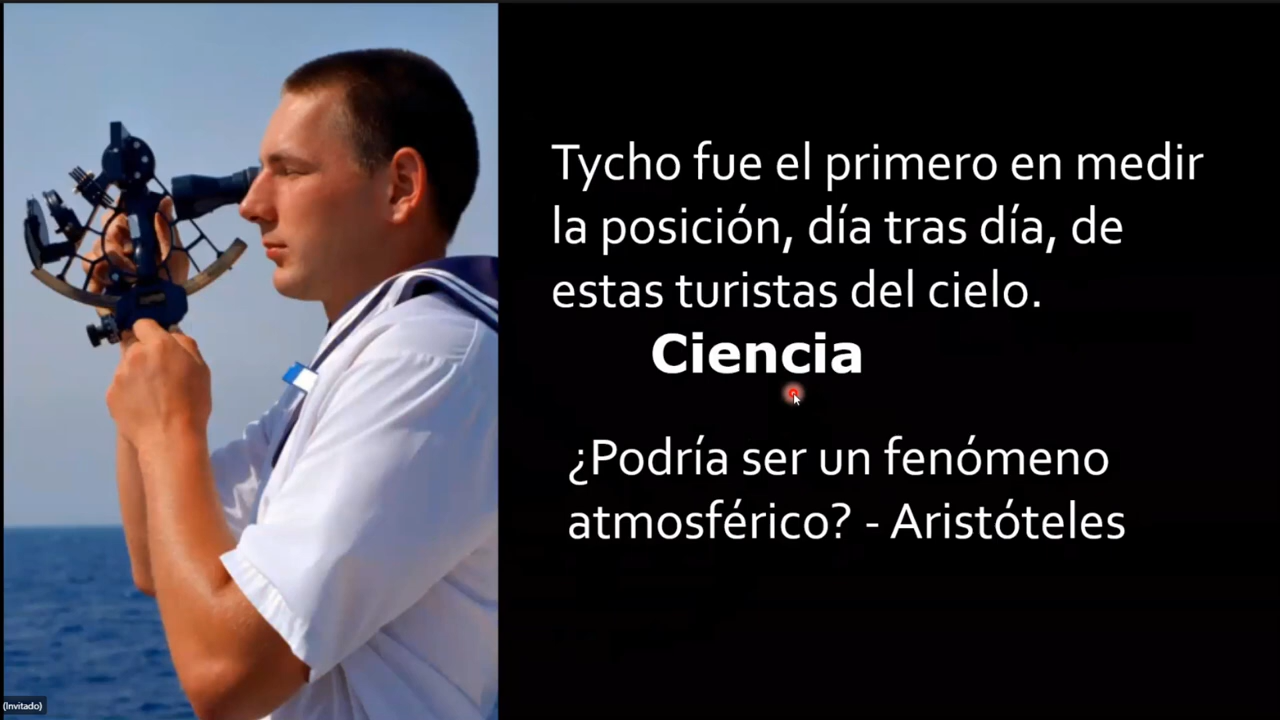 Tycho fue el primero en medir
la posición, día tras día, de
estas turistas del cielo.
Ciencia
¿Podría ser un fenómeno
atmosférico? - Aristóteles
(Invitado)